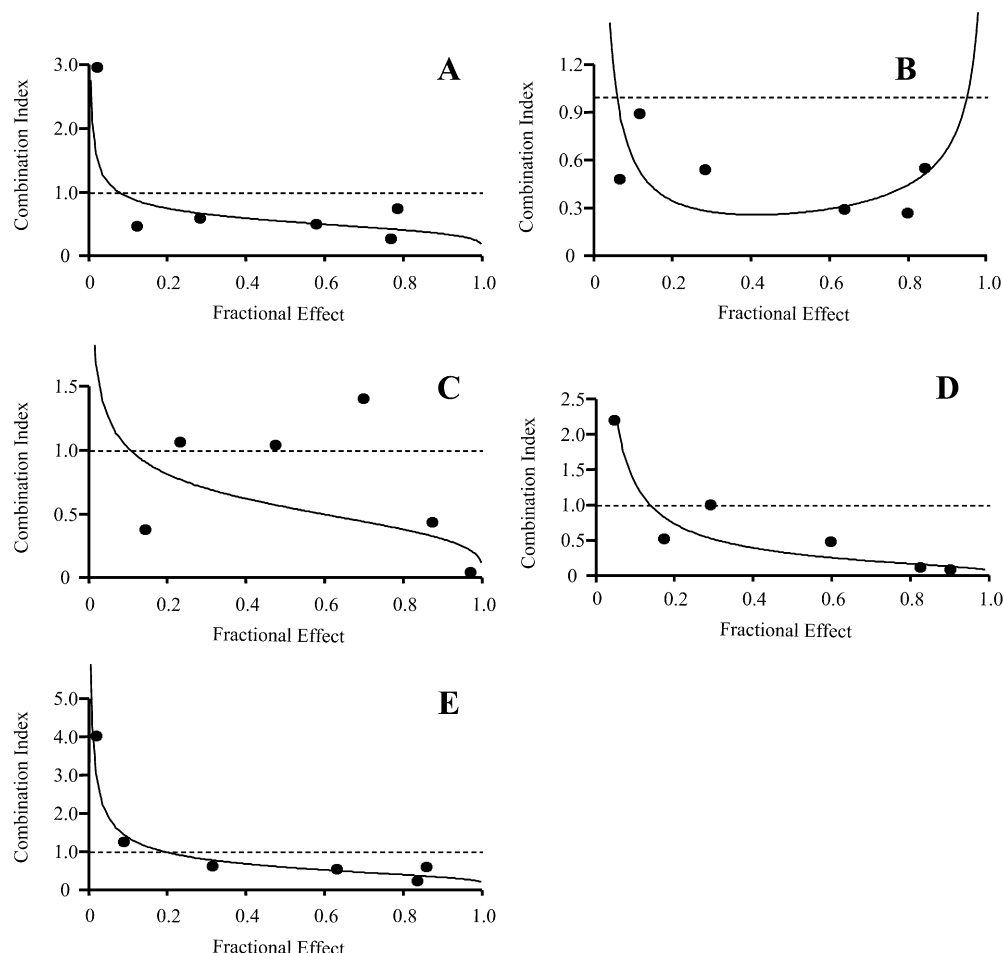 A
Combination Index
3.0
2.0
1.0
0
0 0.2 0.4 0.6 0.8 1.0
Fractional Effect
B
Combination Index
1.2
0.9
0.6
0.3
0
0 0.2 0.4 0.6 0.8 1.0
Fractional Effect
C
Combination Index
1.5
1.0
0.5
0
0 0.2 0.4 0.6 0.8 1.0
Fractional Effect
D
Combination Index
2.5
2.0
1.5
1.0
0.5
0
0 0.2 0.4 0.6 0.8 1.0
Fractional Effect
E
Combination Index
5.0
4.0
3.0
2.0
1.0
0
0 0.2 0.4 0.6 0.8 1.0
Fractional Effect